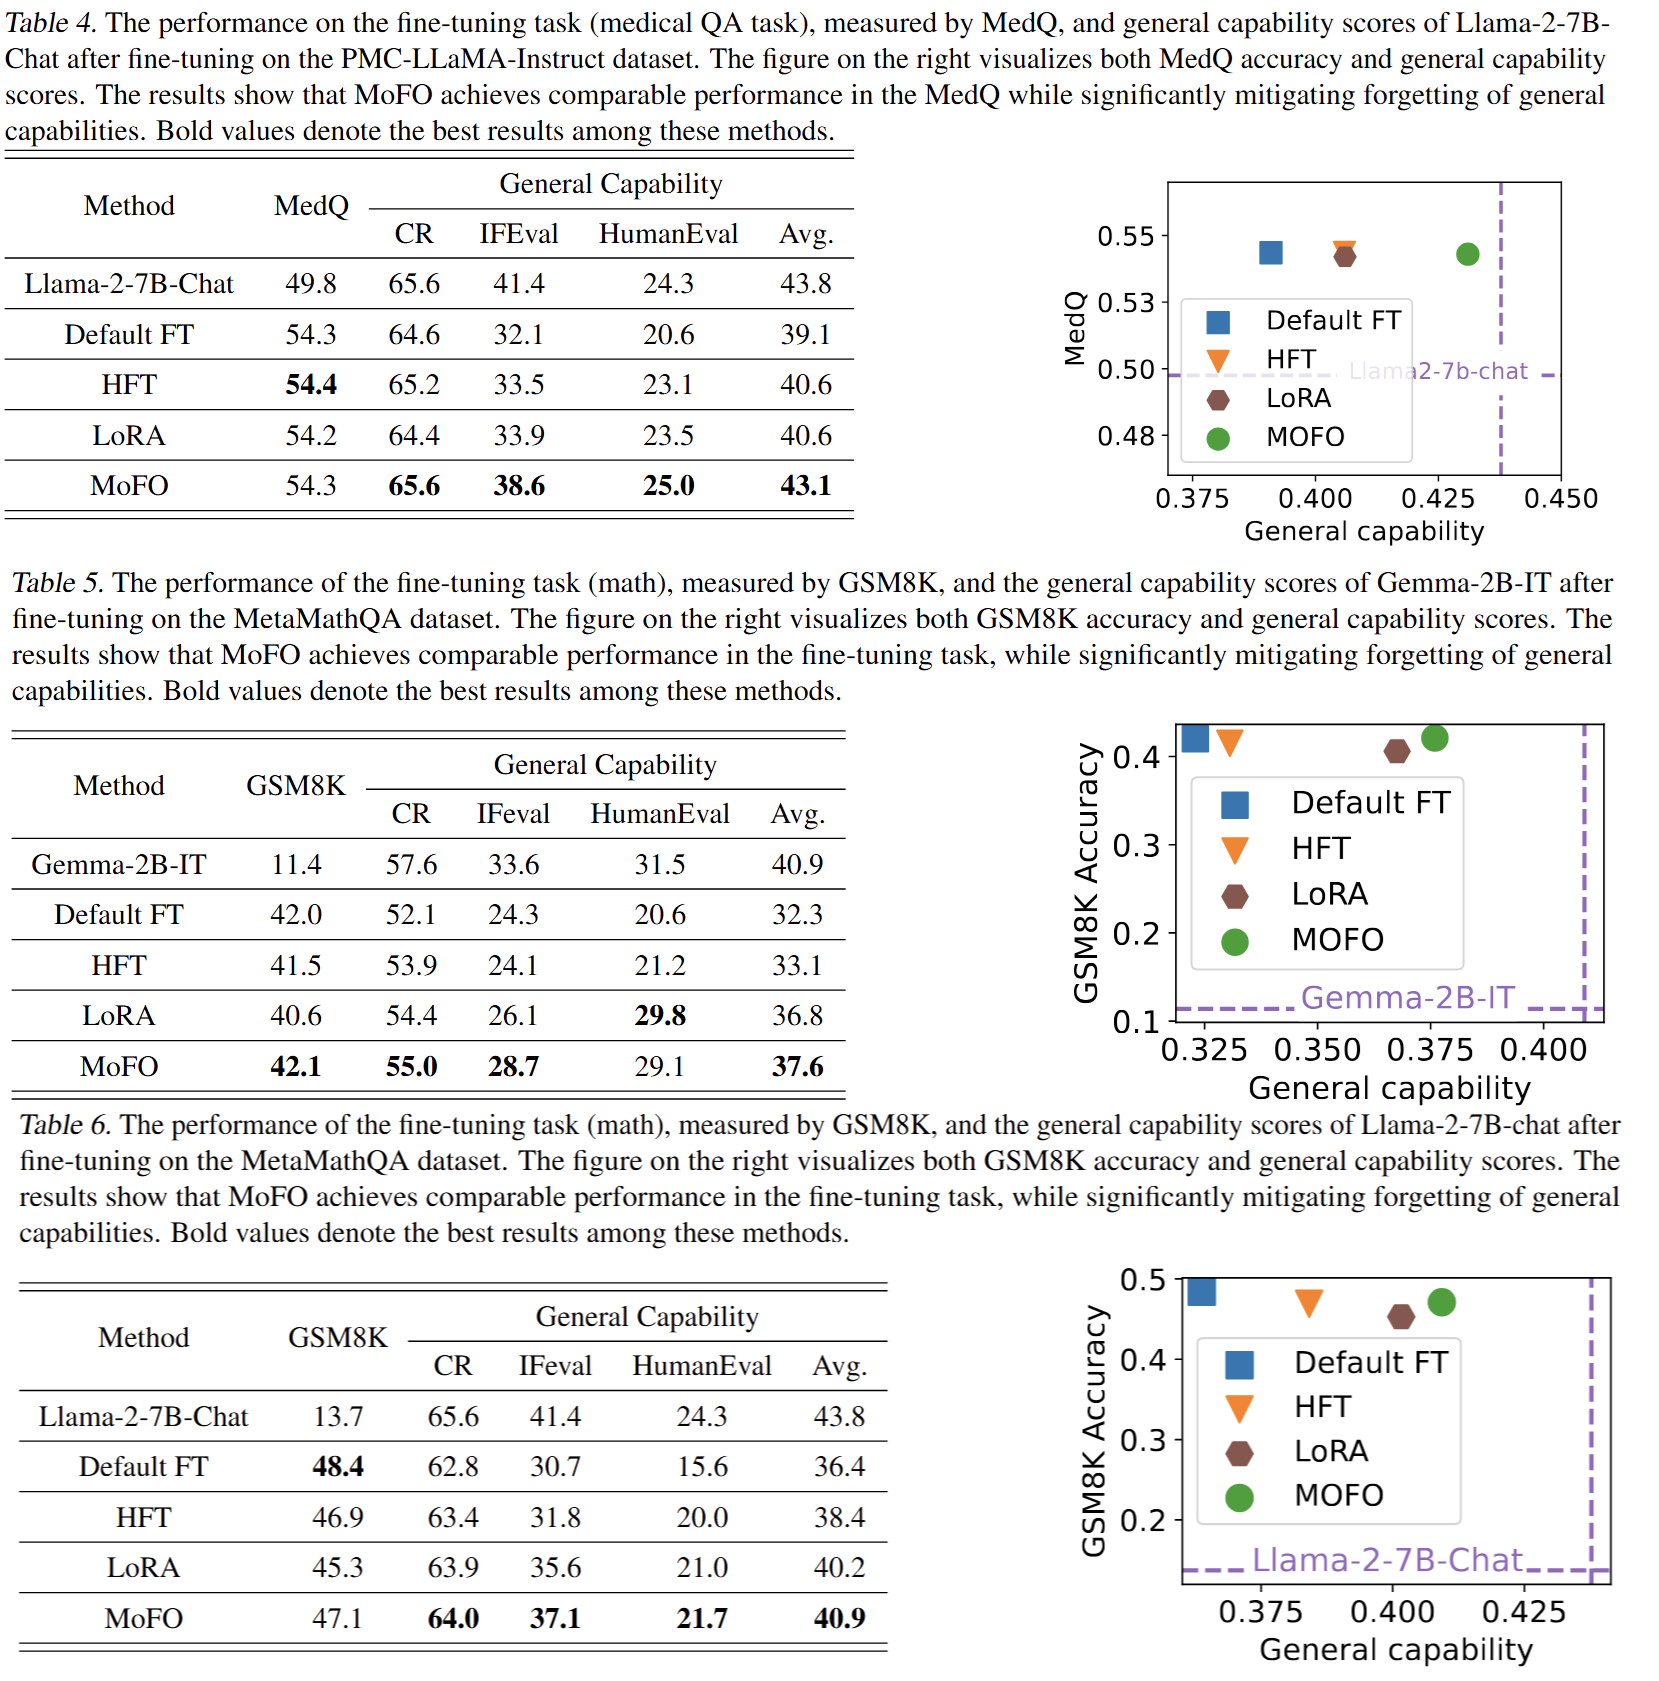 Table 4. The performance on the fine-tuning task (medical QA task), measured by MedQ, and general capability scores of Llama-2-7B-
Chat after fine-tuning on the PMC-LLaMA-Instruct dataset. The figure on the right visualizes both MedQ accuracy and general capability
scores. The results show that MoFO achieves comparable performance in the MedQ while significantly mitigating forgetting of general
capabilities. Bold values denote the best results among these methods.
Method MedQ General Capability
CR IFEval HumanEval Avg.
Llama-2-7B-Chat 49.8 65.6 41.4 24.3 43.8
Default FT 54.3 64.6 32.1 20.6 39.1
HFT 54.4 65.2 33.5 23.1 40.6
LoRA 54.2 64.4 33.9 23.5 40.6
MoFO 54.3 65.6 38.6 25.0 43.1
MedQ
0.55
0.53
0.50
0.48
Default FT
HFT
LoRA
MOFO
Llama2-7b-chat
0.375 0.400 0.425 0.450
General capability
Table 5. The performance of the fine-tuning task (math), measured by GSM8K, and the general capability scores of Gemma-2B-IT after
fine-tuning on the MetaMathQA dataset. The figure on the right visualizes both GSM8K accuracy and general capability scores. The
results show that MoFO achieves comparable performance in the fine-tuning task, while significantly mitigating forgetting of general
capabilities. Bold values denote the best results among these methods.
Method GSM8K General Capability
CR IFeval HumanEval Avg.
Gemma-2B-IT 11.4 57.6 33.6 31.5 40.9
Default FT 42.0 52.1 24.3 20.6 32.3
HFT 41.5 53.9 24.1 21.2 33.1
LoRA 40.6 54.4 26.1 29.8 36.8
MoFO 42.1 55.0 28.7 29.1 37.6
GSM8K Accuracy
0.4
0.3
0.2
0.1
Default FT
HFT
LoRA
MOFO
Gemma-2B-IT
0.325 0.350 0.375 0.400
General capability
Table 6. The performance of the fine-tuning task (math), measured by GSM8K, and the general capability scores of Llama-2-7B-chat after
fine-tuning on the MetaMathQA dataset. The figure on the right visualizes both GSM8K accuracy and general capability scores. The
results show that MoFO achieves comparable performance in the fine-tuning task, while significantly mitigating forgetting of general
capabilities. Bold values denote the best results among these methods.
Method GSM8K General Capability
CR IFeval HumanEval Avg.
Llama-2-7B-Chat 13.7 65.6 41.4 24.3 43.8
Default FT 48.4 62.8 30.7 15.6 36.4
HFT 46.9 63.4 31.8 20.0 38.4
LoRA 45.3 63.9 35.6 21.0 40.2
MoFO 47.1 64.0 37.1 21.7 40.9
GSM8K Accuracy
0.5
0.4
0.3
0.2
Default FT
HFT
LoRA
MOFO
Llama-2-7B-Chat
0.375 0.400 0.425
General capability